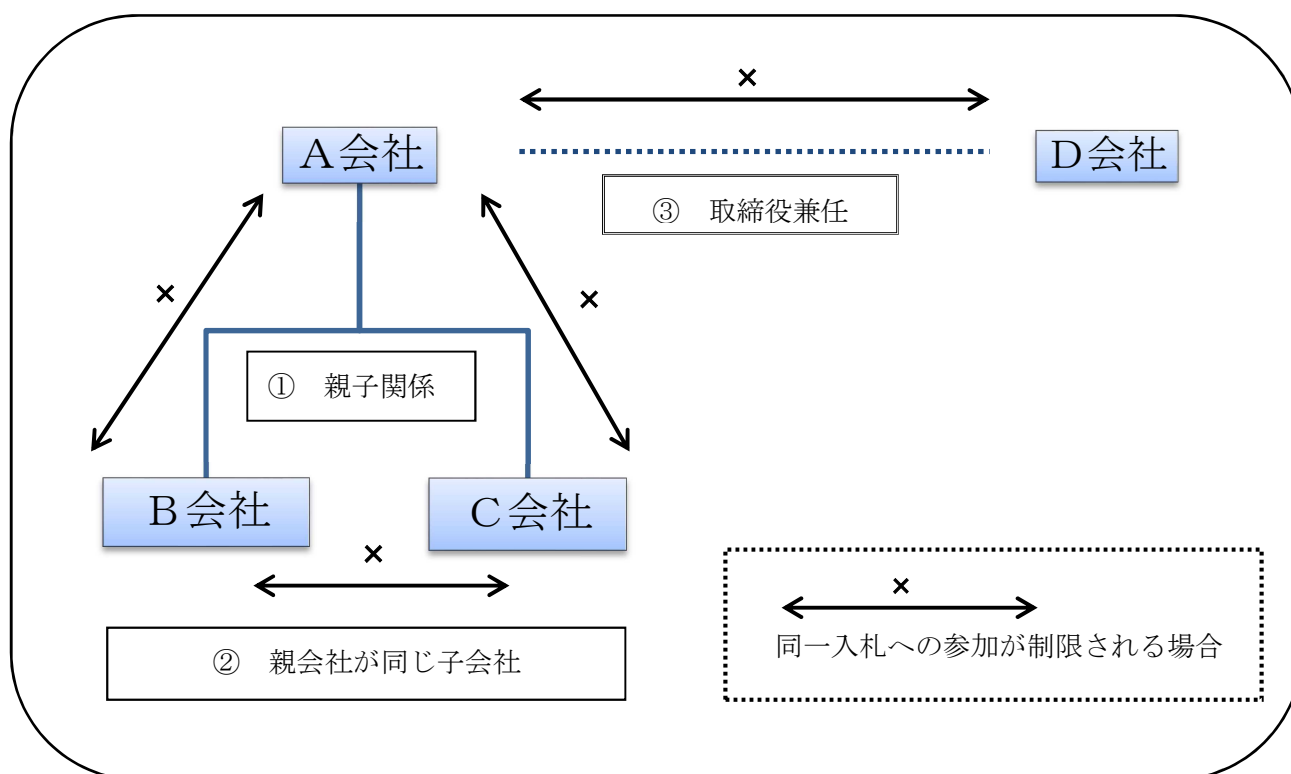 ×
A会社
D会社
③ 取締役兼任
×
×
① 親子関係
B会社
C会社
×
② 親会社が同じ子会社
×
同一入札への参加が制限される場合